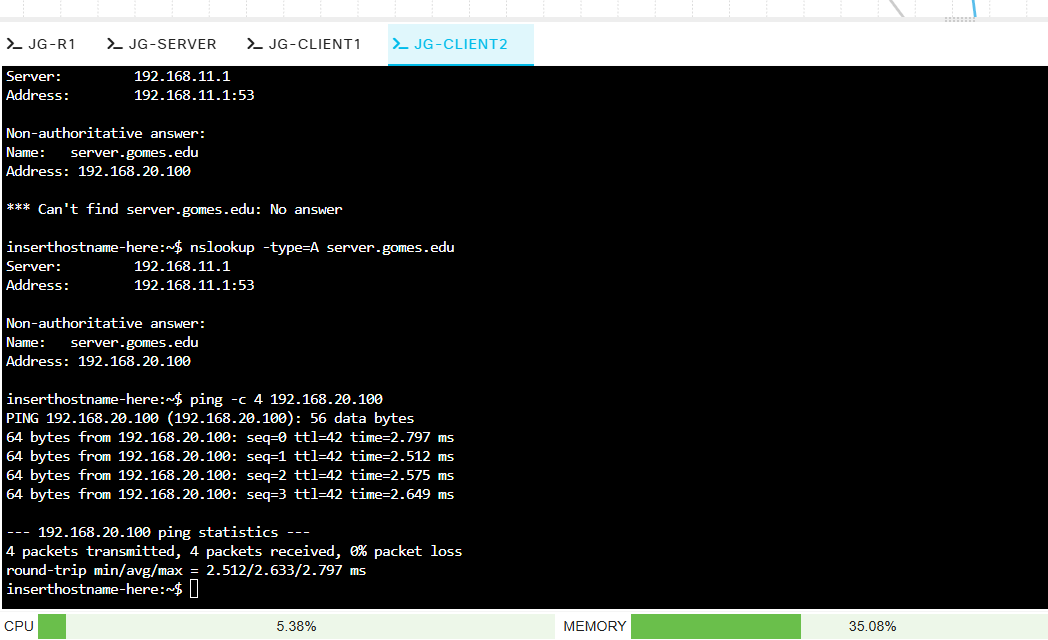 JG-R1 JG-SERVER JG-CLIENT1 JG-CLIENT2
Server: 192.168.11.1
Address: 192.168.11.1:53
Non-authoritative answer:
Name: server.gomes.edu
Address: 192.168.20.100
*** Can't find server.gomes.edu: No answer
inserthostname-here:~$ nslookup -type=A server.gomes.edu
Server: 192.168.11.1
Address: 192.168.11.1:53
Non-authoritative answer:
Name: server.gomes.edu
Address: 192.168.20.100
inserthostname-here:~$ ping -c 4 192.168.20.100
PING 192.168.20.100 (192.168.20.100): 56 data bytes
64 bytes from 192.168.20.100: seq=0 ttl=42 time=2.797 ms
64 bytes from 192.168.20.100: seq=1 ttl=42 time=2.512 ms
64 bytes from 192.168.20.100: seq=2 ttl=42 time=2.575 ms
64 bytes from 192.168.20.100: seq=3 ttl=42 time=2.649 ms
--- 192.168.20.100 ping statistics ---
4 packets transmitted, 4 packets received, 0% packet loss
round-trip min/avg/max = 2.512/2.633/2.797 ms
inserthostname-here:~$
CPU 5.38% MEMORY 35.08%